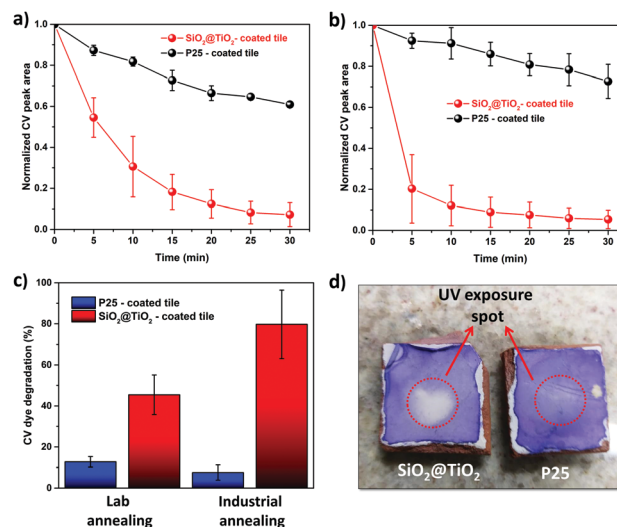 a)
SiO2@TiO2- coated tile
P25 - coated tile
Normalized CV peak area
1.0
0.8
0.6
0.4
0.2
0.0
0 5 10 15 20 25 30
Time (min)
b)
SiO2@TiO2- coated tile
P25 - coated tile
Normalized CV peak area
1.0
0.8
0.6
0.4
0.2
0.0
0 5 10 15 20 25 30
Time (min)
c)
P25 - coated tile
SiO2@TiO2 - coated tile
CV dye degradation (%)
100
80
60
40
20
0
Lab
annealing
Industrial
annealing
d)
UV exposure
spot
SiO2@TiO2
P25